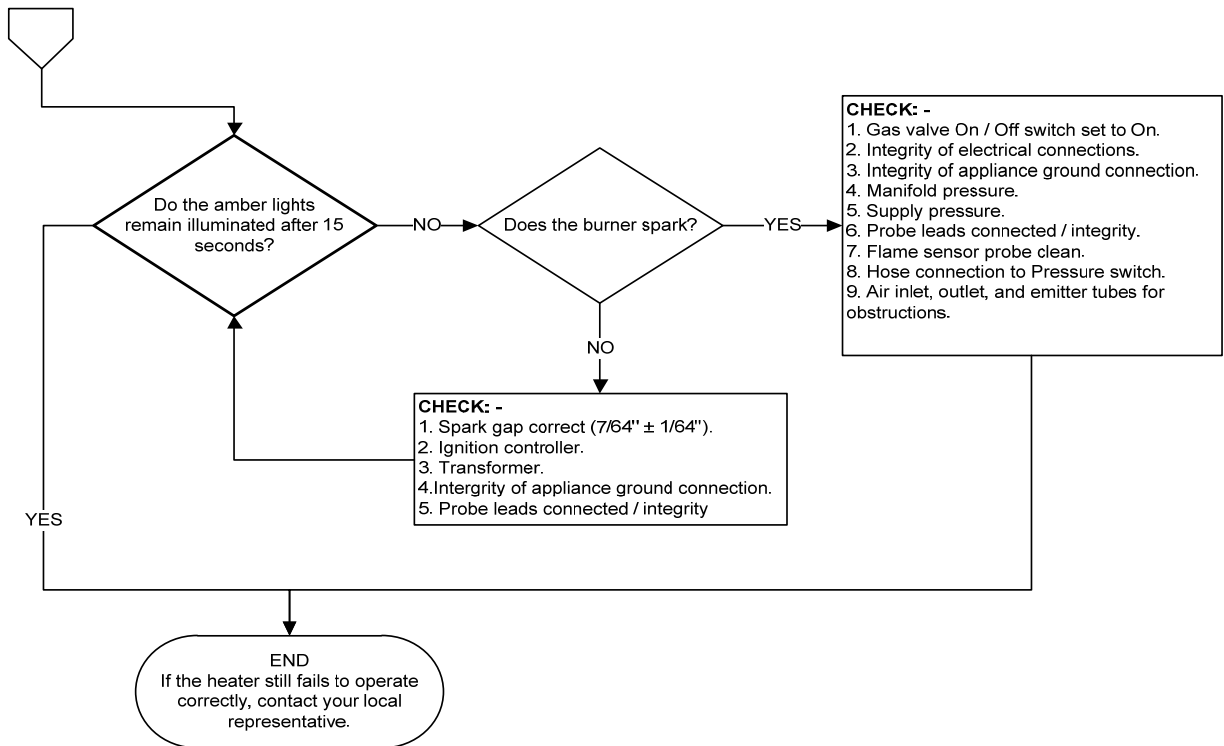 Do the amber lights
remain illuminated after 15
seconds?
NO
Does the burner spark?
YES
CHECK: -
1. Gas valve On / Off switch set to On.
2. Integrity of electrical connections.
3. Integrity of appliance ground connection.
4. Manifold pressure.
5. Supply pressure.
6. Probe leads connected / integrity.
7. Flame sensor probe clean.
8. Hose connection to Pressure switch.
9. Air inlet, outlet, and emitter tubes for
obstructions.
NO
CHECK: -
1. Spark gap correct (7/64" ± 1/64").
2. Ignition controller.
3. Transformer.
4.Intergrity of appliance ground connection.
5. Probe leads connected / integrity
YES
END
If the heater still fails to operate
correctly, contact your local
representative.